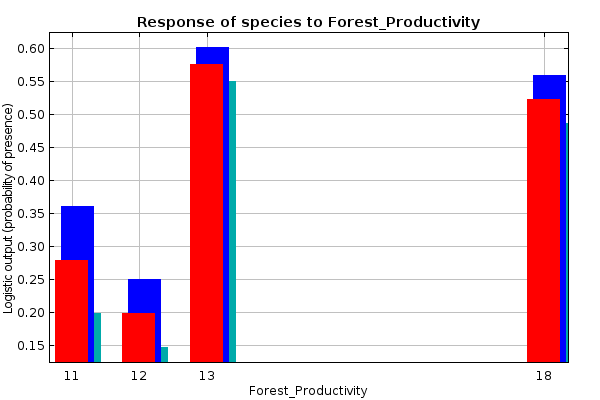 Response of species to Forest_Productivity
Logistic output (probability of presence)
0.60
0.55
0.50
0.45
0.40
0.35
0.30
0.25
0.20
0.15
11 12 13 18
Forest_Productivity